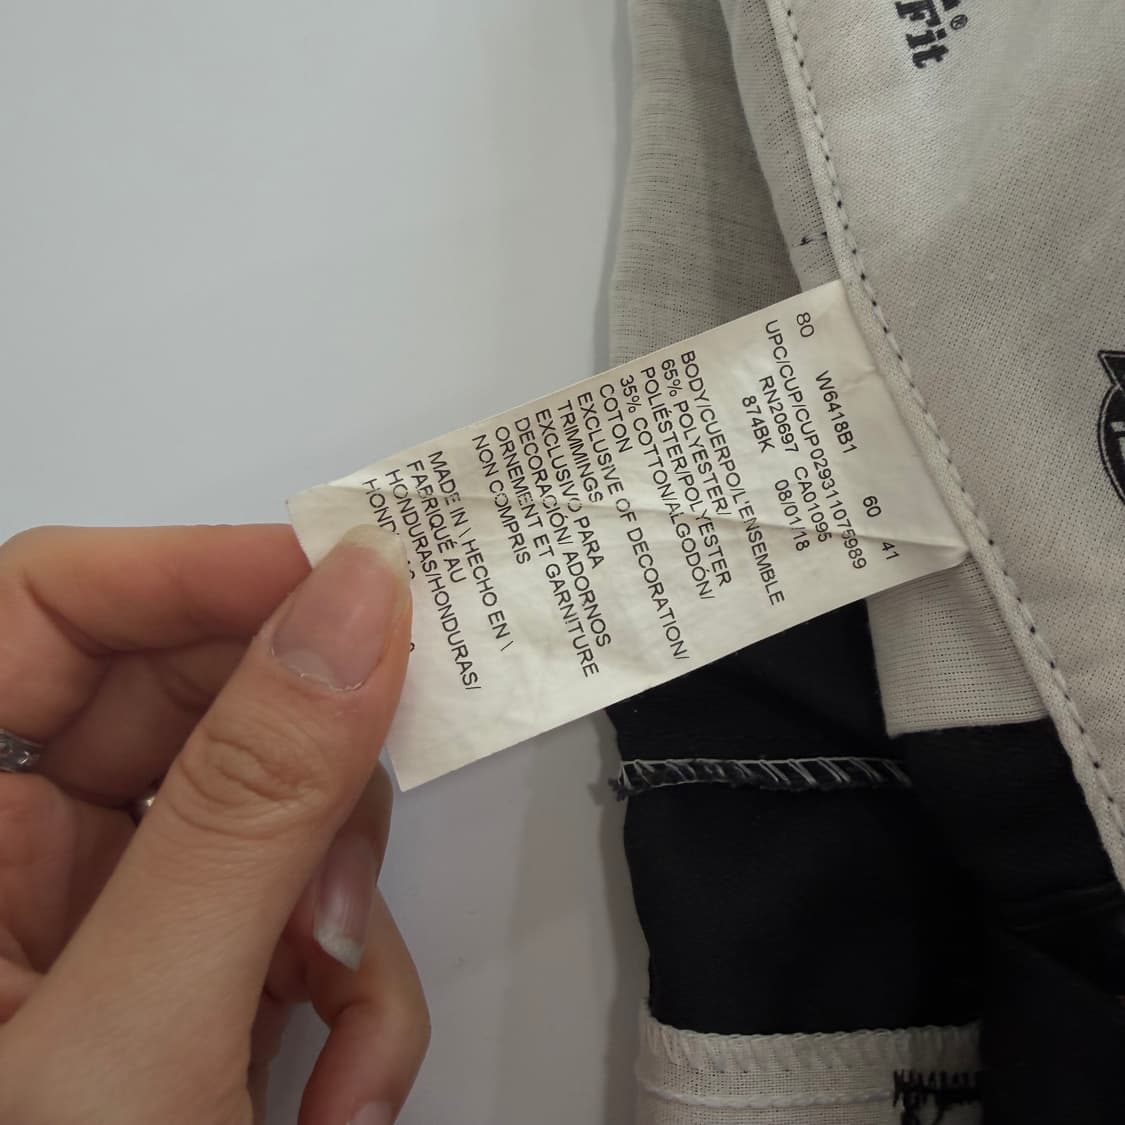 Fit®
80 W6418B1 60 41
UPC/CUP/CUP029311075989
RN20697 CA01095
874BK 08/01/18
BODY/CUERPO/L'ENSEMBLE
65% POLYESTER/
POLIÉSTER/POLYESTER
35% COTTON/ALGODÓN/
COTON
EXCLUSIVE OF DECORATION/
TRIMMINGS
EXCLUSIVO PARA
DECORACIÓN/ ADORNOS
ORNEMENT ET GARNITURE
NON COMPRIS
MADE IN \ HECHO EN \
FABRIQUÉ AU
HONDURAS/HONDURAS/